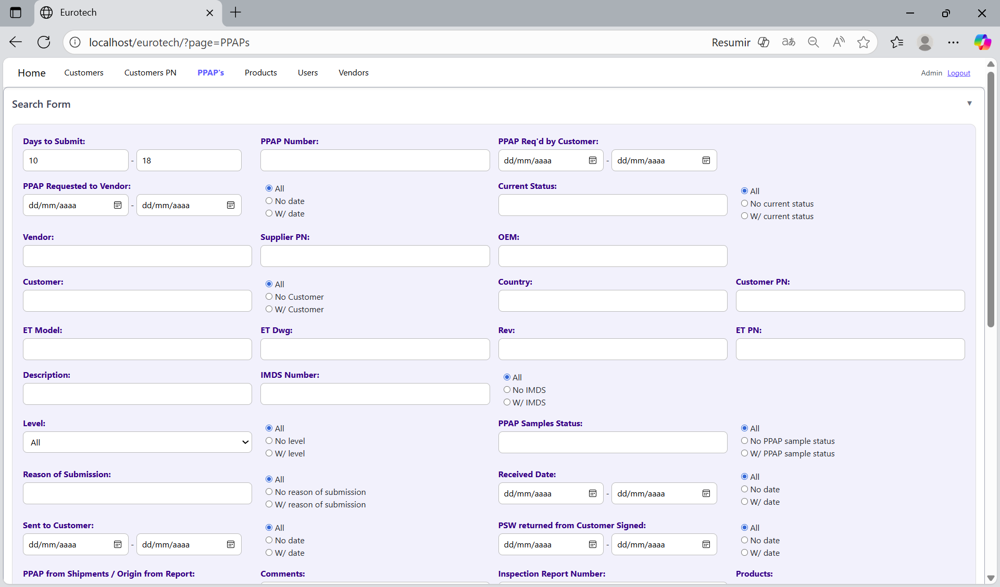 Eurotech
localhost/eurotech/?page=PPAPs
Resumir
Home Customers Customers PN PPAP's Products Users Vendors Admin Logout
Search Form
Days to Submit: PPAP Number: PPAP Req'd by Customer:
10 - 18 dd/mm/aaaa - dd/mm/aaaa
PPAP Requested to Vendor: Current Status:
dd/mm/aaaa - dd/mm/aaaa
All
No date
W/ date
All
No current status
W/ current status
Vendor: Supplier PN: OEM:
Customer: Country: Customer PN:
All
No Customer
W/ Customer
ET Model: ET Dwg: Rev: ET PN:
Description: IMDS Number:
All
No IMDS
W/ IMDS
Level: PPAP Samples Status:
All
All
No level
W/ level
All
No PPAP sample status
W/ PPAP sample status
Reason of Submission: Received Date:
All
No reason of submission
W/ reason of submission
dd/mm/aaaa - dd/mm/aaaa
All
No date
W/ date
Sent to Customer: PSW returned from Customer Signed:
dd/mm/aaaa - dd/mm/aaaa
All
No date
W/ date
dd/mm/aaaa - dd/mm/aaaa
All
No date
W/ date
PPAP from Shipments / Origin from Report: Comments: Inspection Report Number: Products: